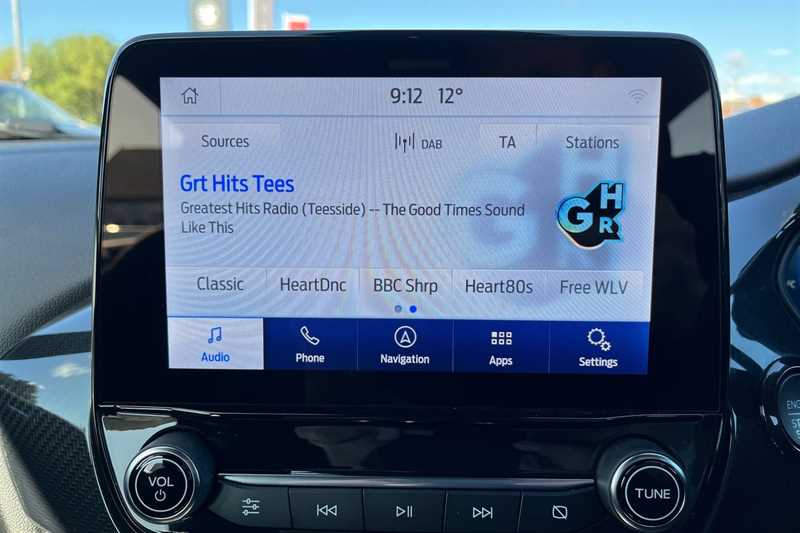 9:12 12°
Sources DAB TA Stations
Grt Hits Tees
Greatest Hits Radio (Teesside) -- The Good Times Sound
Like This
GHR
Classic HeartDnc BBC Shrp Heart80s Free WLV
Audio Phone Navigation Apps Settings
VOL TUNE